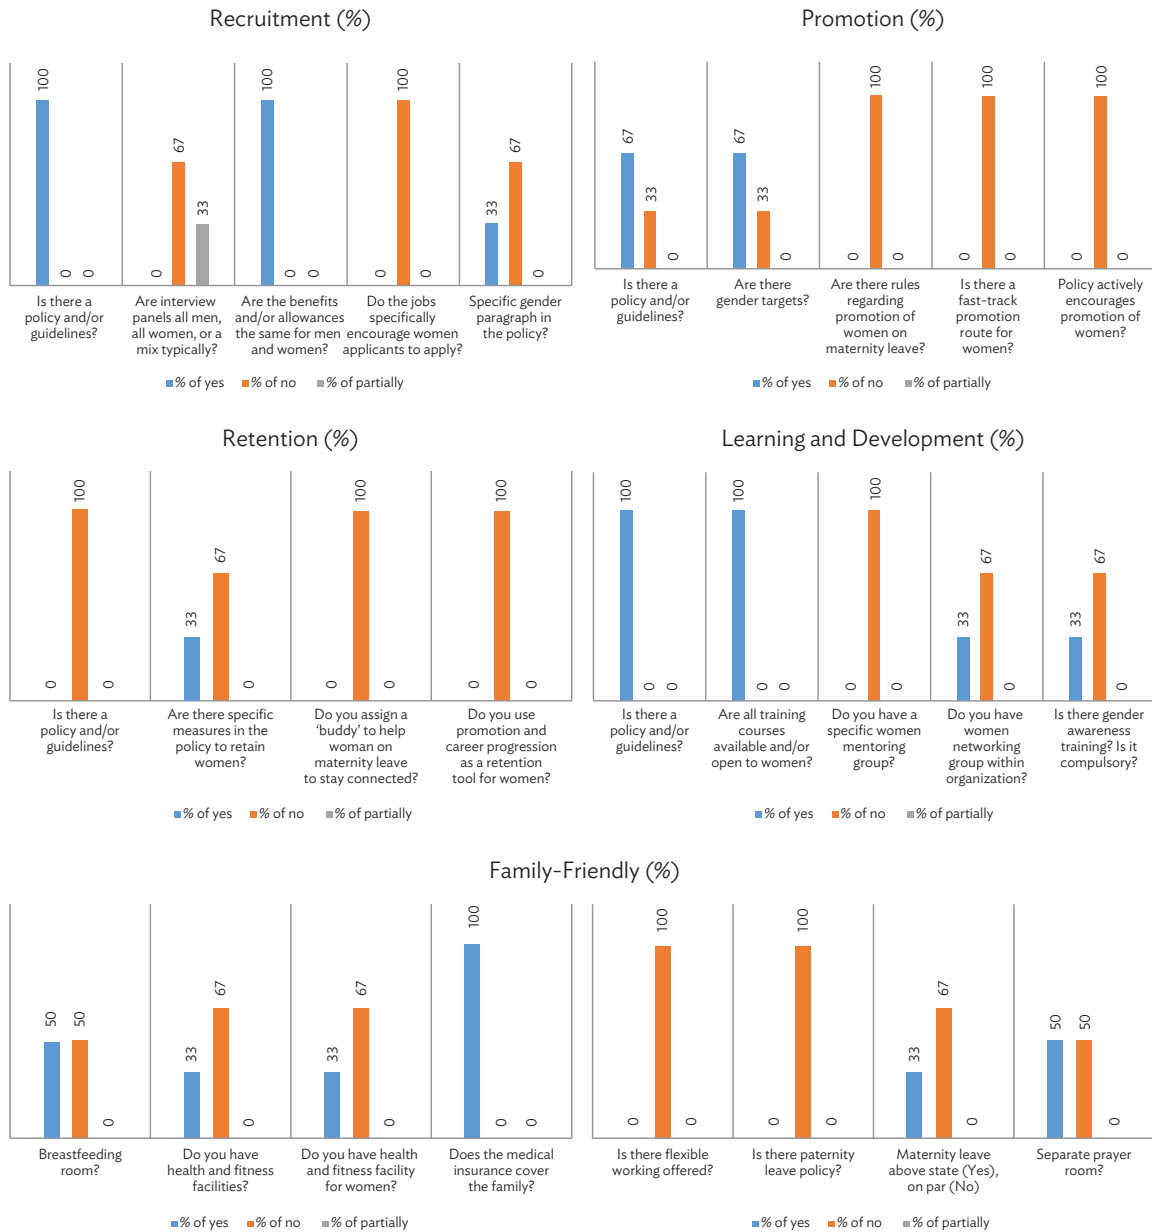 Recruitment (%)
100
0
0
0
67
33
100
0
0
0
100
0
33
67
0
Is there a
policy and/or
guidelines?
Are interview
panels all men,
all women, or a
mix typically?
Are the benefits
and/or allowances
the same for men
and women?
Do the jobs
specifically
encourage women
applicants to apply?
Specific gender
paragraph in
the policy?
% of yes % of no % of partially
Promotion (%)
67
33
0
67
33
0
0
100
0
0
100
0
0
100
0
Is there a
policy and/or
guidelines?
Are there
gender targets?
Are there rules
regarding
promotion of
women on
maternity leave?
Is there a
fast-track
promotion
route for
women?
Policy actively
encourages
promotion of
women?
% of yes % of no % of partially
Retention (%)
0
100
0
33
67
0
0
100
0
0
100
0
Is there a
policy and/or
guidelines?
Are there specific
measures in the
policy to retain
women?
Do you assign a
‘buddy’ to help
woman on
maternity leave
to stay connected?
Do you use
promotion and
career progression
as a retention
tool for women?
% of yes % of no % of partially
Learning and Development (%)
100
0
0
100
0
0
0
100
0
33
67
0
33
67
0
Is there a
policy and/or
guidelines?
Are all training
courses
available and/or
open to women?
Do you have a
specific women
mentoring
group?
Do you have
women
networking
group within
organization?
Is there gender
awareness
training? Is it
compulsory?
% of yes % of no % of partially
Family-Friendly (%)
50
50
0
33
67
0
33
67
0
100
0
0
Breastfeeding
room?
Do you have
health and fitness
facilities?
Do you have health
and fitness facility
for women?
Does the medical
insurance cover
the family?
% of yes % of no % of partially
0
100
0
0
100
0
33
67
0
50
50
0
Is there flexible
working offered?
Is there paternity
leave policy?
Maternity leave
above state (Yes),
on par (No)
Separate prayer
room?
% of yes % of no % of partially